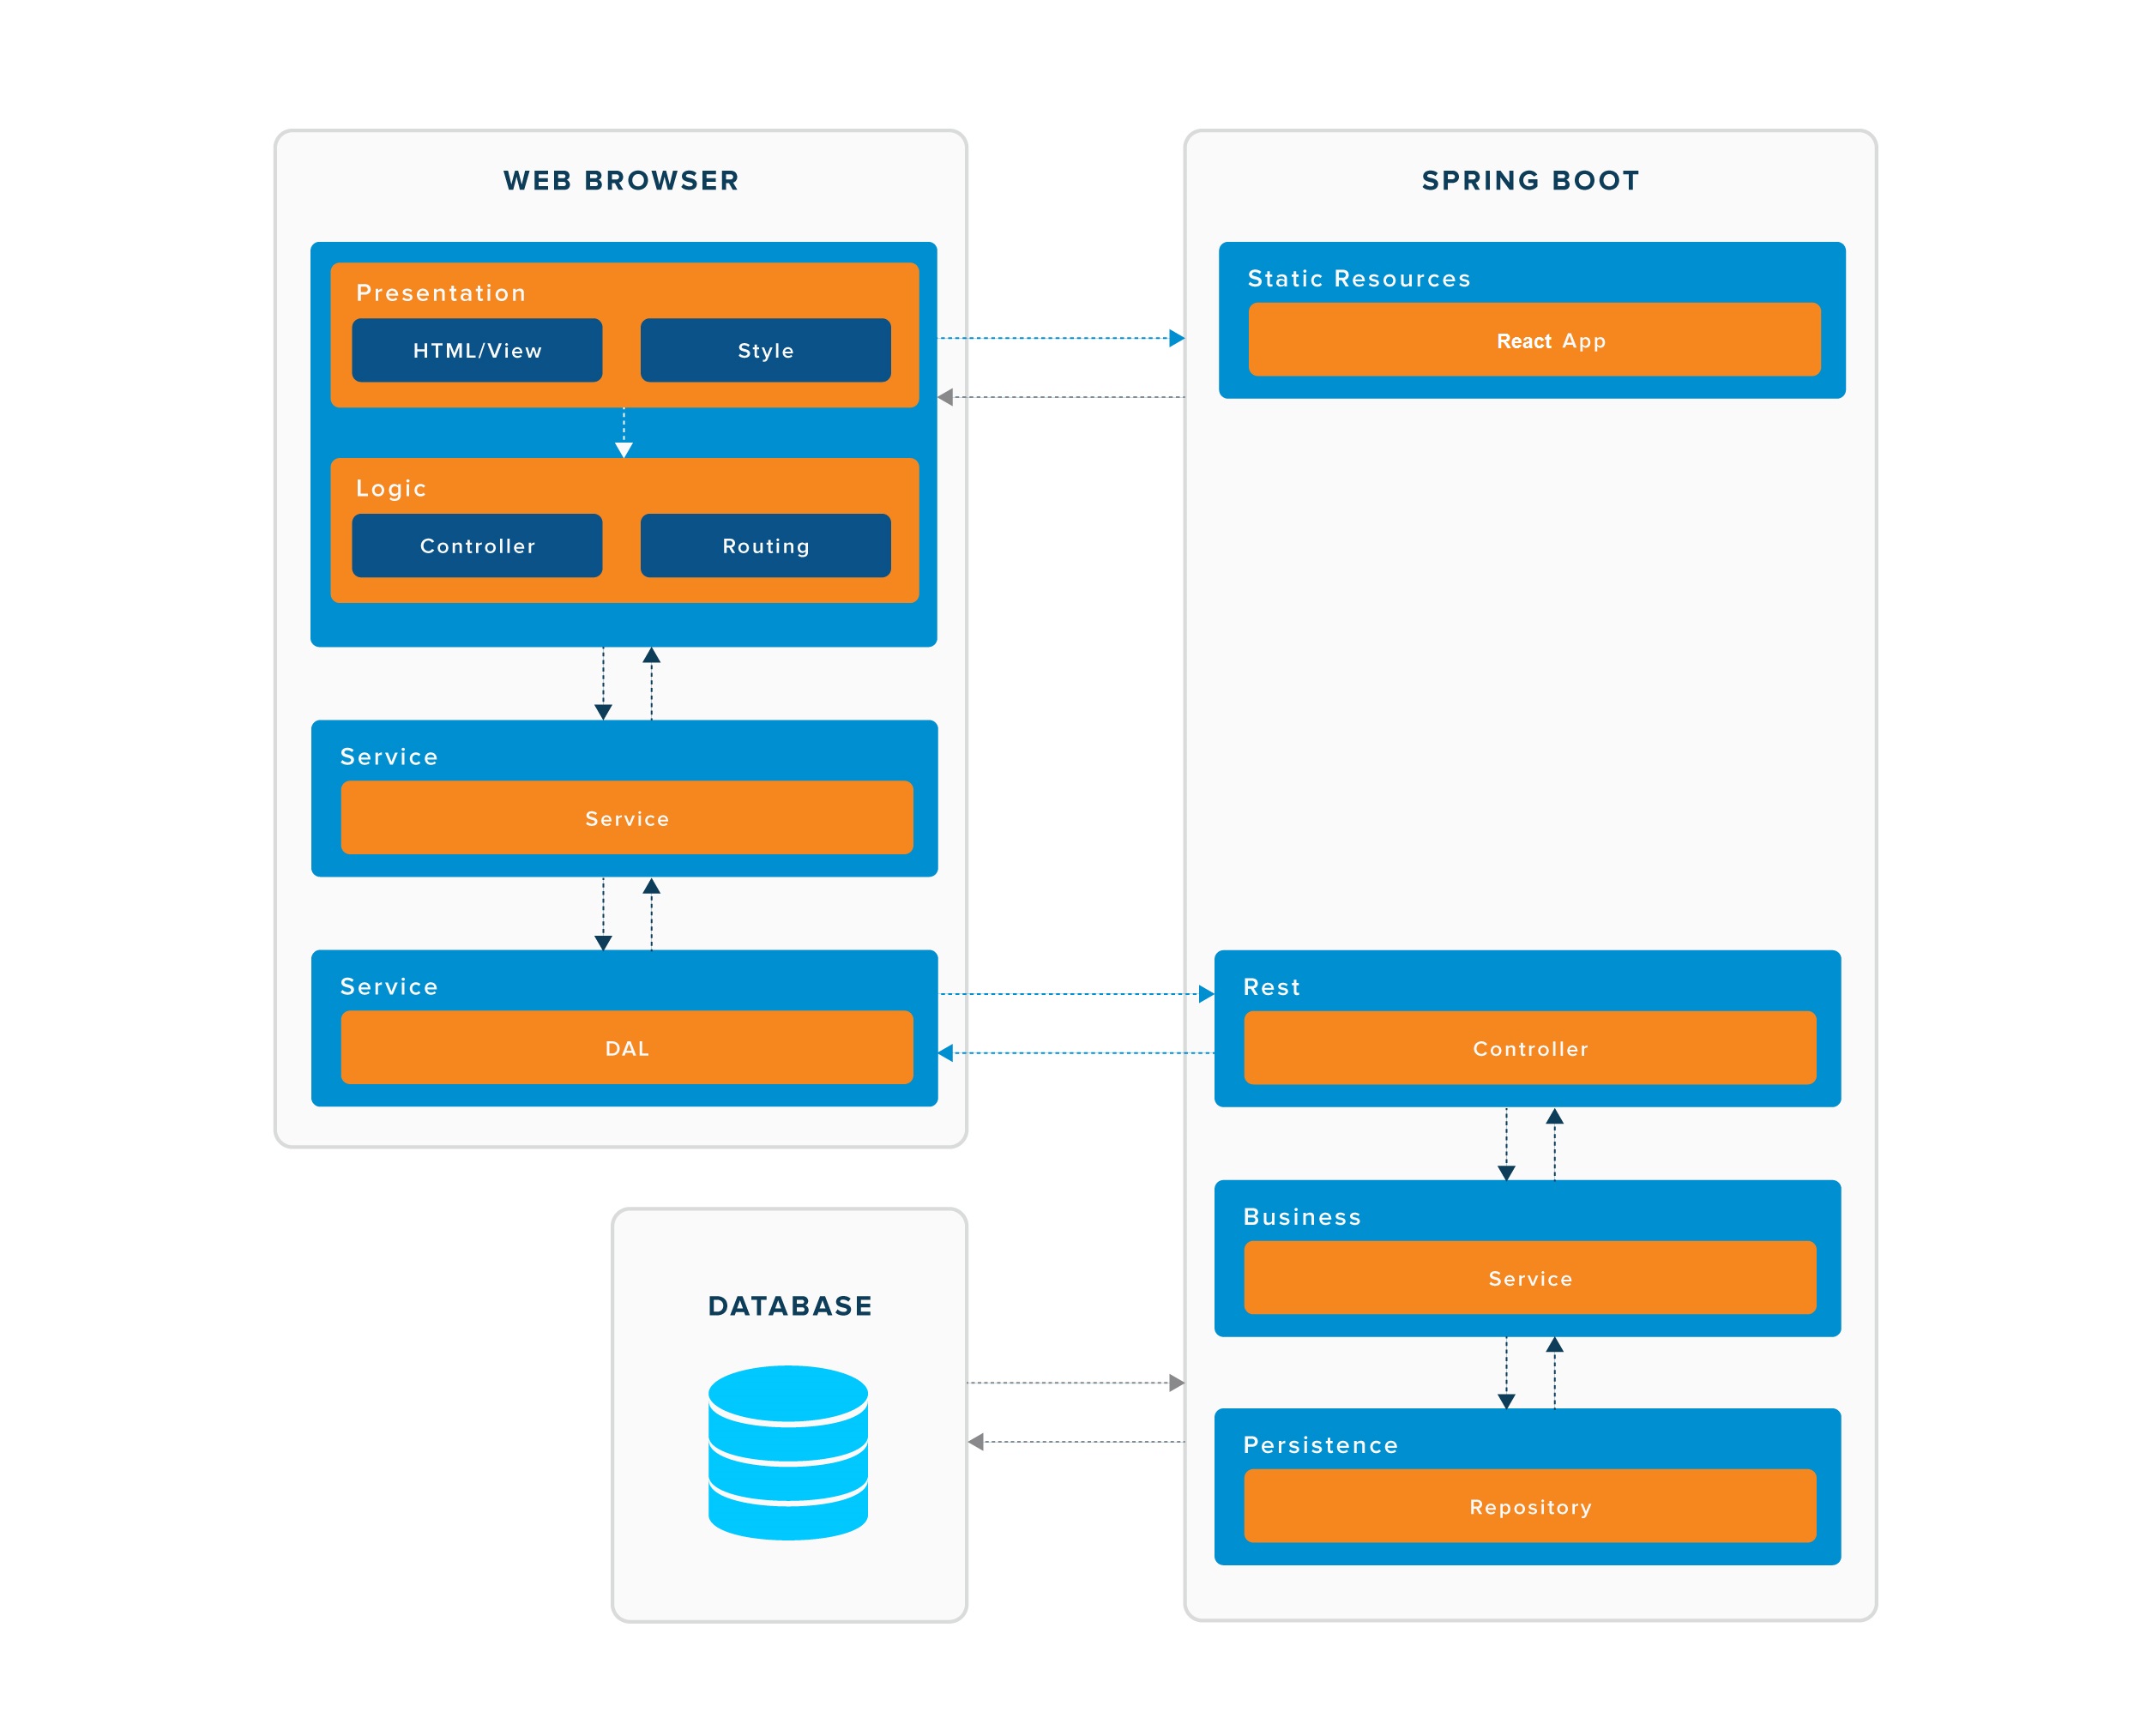 WEB BROWSER
Presentation
HTML/View
Style
Logic
Controller
Routing
Service
Service
Service
DAL
SPRING BOOT
Static Resources
React App
Rest
Controller
Business
Service
Persistence
Repository
DATABASE